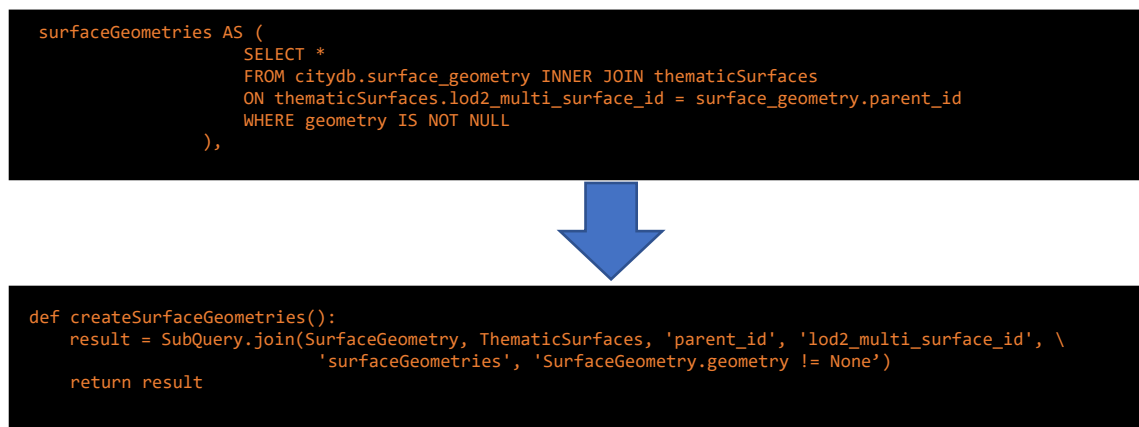 surfaceGeometries AS (
SELECT *
FROM citydb.surface_geometry INNER JOIN thematicSurfaces
ON thematicSurfaces.lod2_multi_surface_id = surface_geometry.parent_id
WHERE geometry IS NOT NULL
),
def createSurfaceGeometries():
result = SubQuery.join(SurfaceGeometry, ThematicSurfaces, 'parent_id', 'lod2_multi_surface_id', \
'surfaceGeometries', 'SurfaceGeometry.geometry != None’)
return result